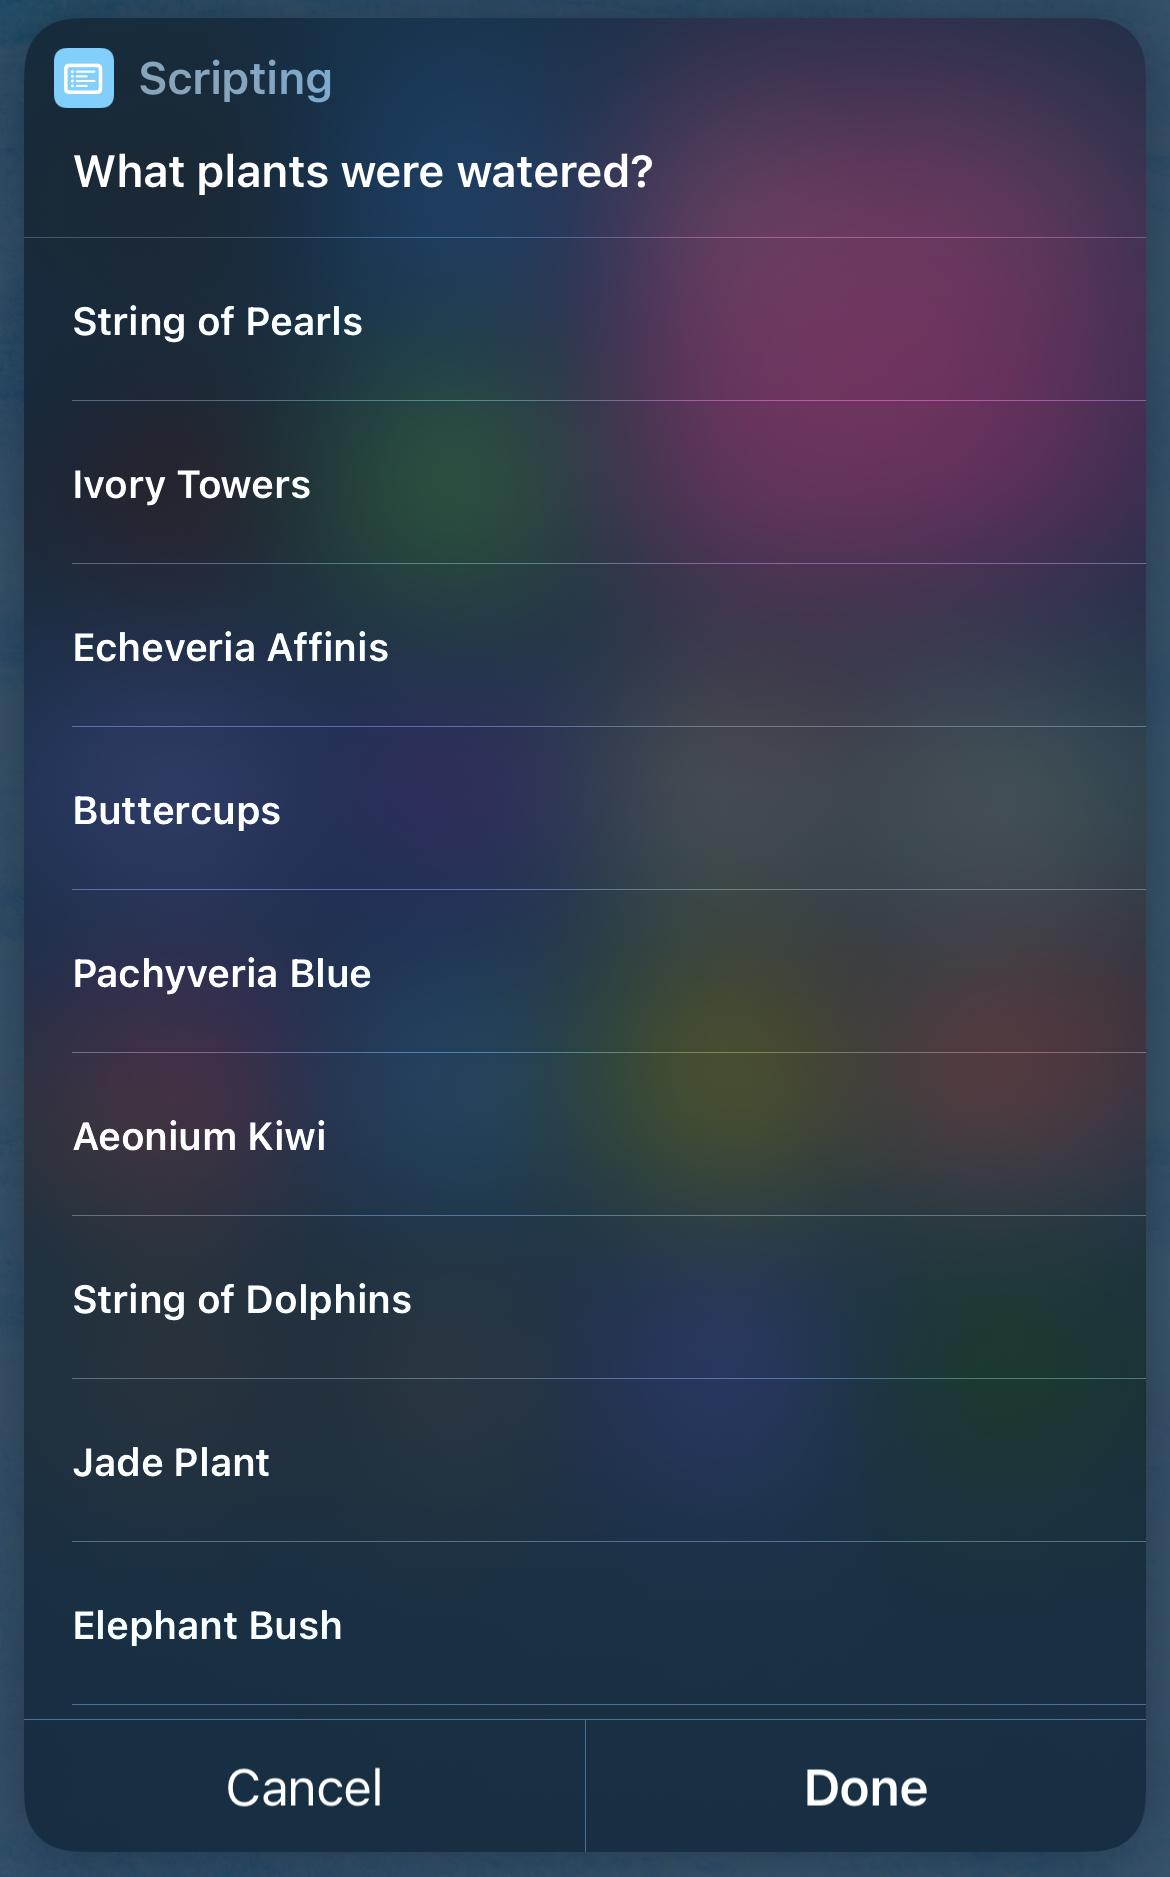 Scripting
What plants were watered?
String of Pearls
Ivory Towers
Echeveria Affinis
Buttercups
Pachyveria Blue
Aeonium Kiwi
String of Dolphins
Jade Plant
Elephant Bush
Cancel
Done